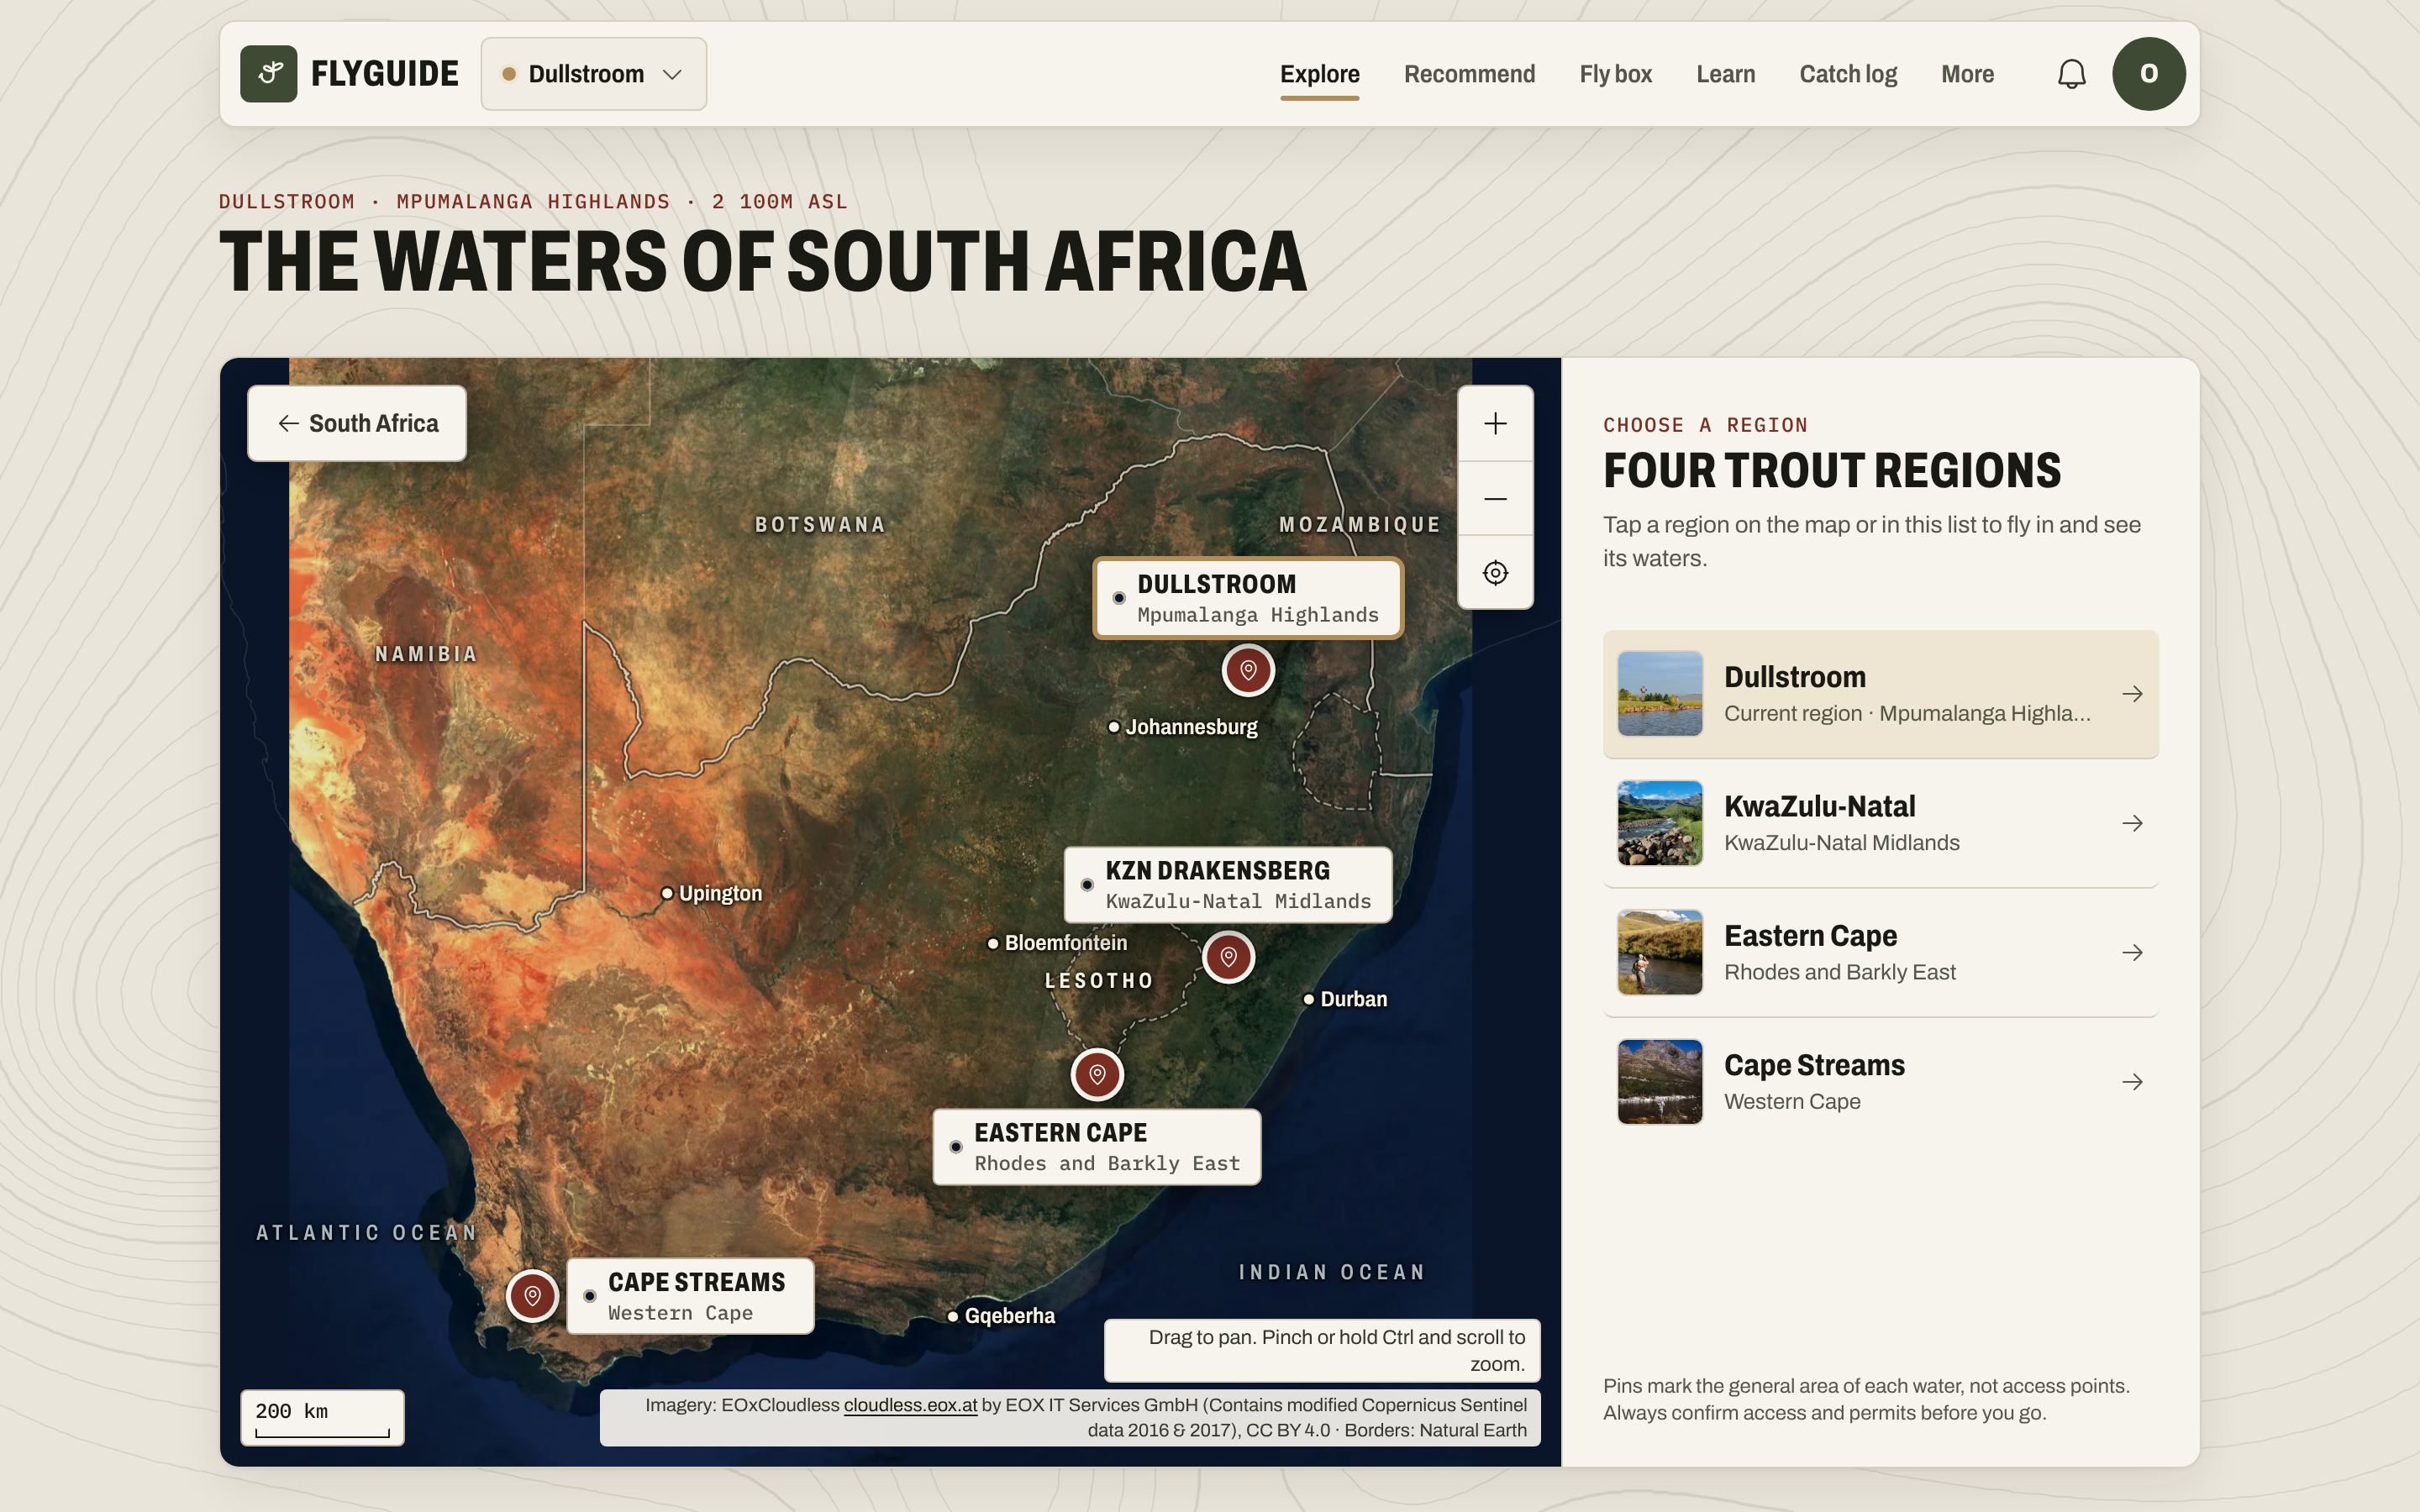 FLYGUIDE
Dullstroom
Explore
Recommend
Fly box
Learn
Catch log
More
O
DULLSTROOM · MPUMALANGA HIGHLANDS · 2 100M ASL
THE WATERS OF SOUTH AFRICA
South Africa
BOTSWANA
MOZAMBIQUE
DULLSTROOM
Mpumalanga Highlands
NAMIBIA
Johannesburg
KZN DRAKENSBERG
KwaZulu-Natal Midlands
Upington
Bloemfontein
LESOTHO
Durban
EASTERN CAPE
Rhodes and Barkly East
ATLANTIC OCEAN
INDIAN OCEAN
CAPE STREAMS
Western Cape
Gqeberha
Drag to pan. Pinch or hold Ctrl and scroll to
zoom.
200 km
Imagery: EOxCloudless cloudless.eox.at by EOX IT Services GmbH (Contains modified Copernicus Sentinel
data 2016 & 2017), CC BY 4.0 · Borders: Natural Earth
CHOOSE A REGION
FOUR TROUT REGIONS
Tap a region on the map or in this list to fly in and see
its waters.
Dullstroom
Current region · Mpumalanga Highla...
KwaZulu-Natal
KwaZulu-Natal Midlands
Eastern Cape
Rhodes and Barkly East
Cape Streams
Western Cape
Pins mark the general area of each water, not access points.
Always confirm access and permits before you go.